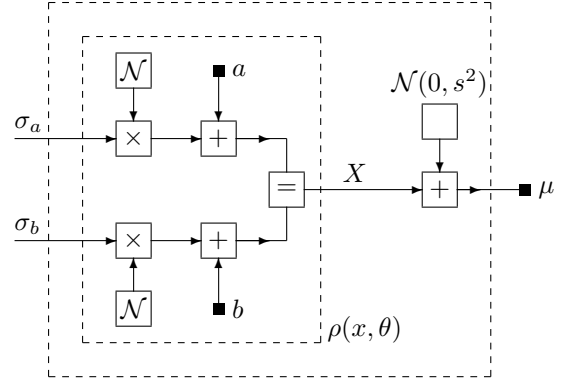 𝒩
a
𝒩(0, s²)
σ_a
×
+
=
X
+
μ
σ_b
×
+
𝒩
b
ρ(x, θ)